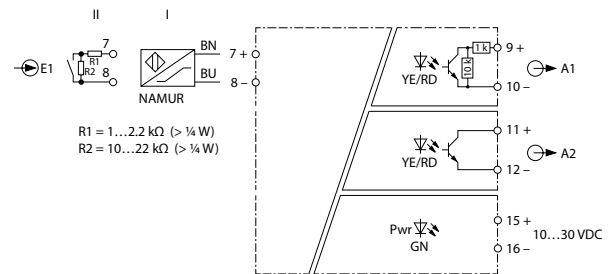 II I
7
R1
R2
8
E1
BN
BU
NAMUR
7 +
8 –
R1 = 1…2.2 kΩ (> ¼ W)
R2 = 10…22 kΩ (> ¼ W)
1 k
10 k
YE/RD
9 +
10 –
A1
YE/RD
11 +
12 –
A2
Pwr
GN
15 +
16 –
10…30 VDC